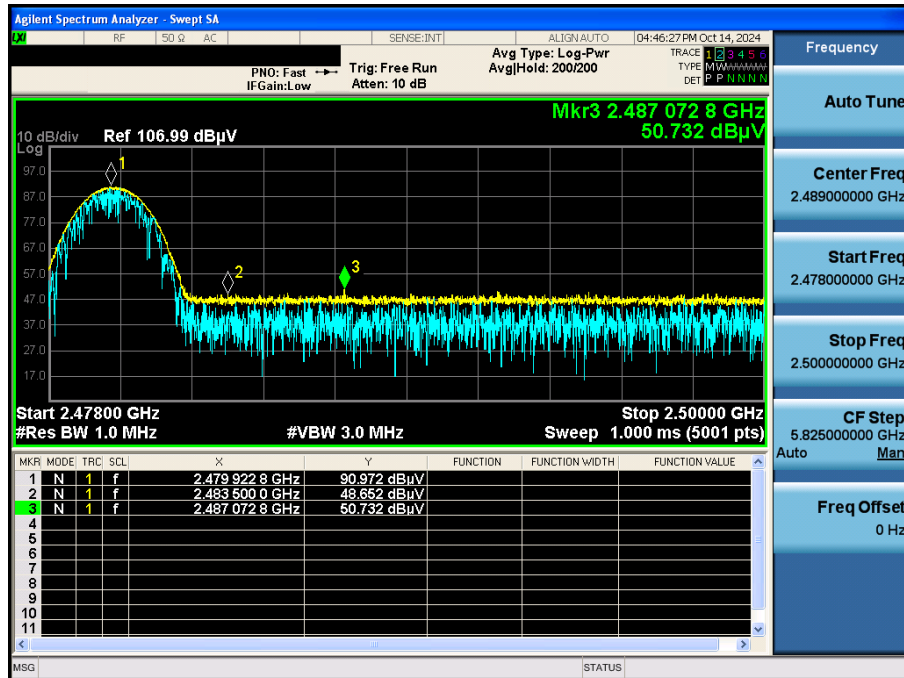 Agilent Spectrum Analyzer - Swept SA
LXI RF 50 Ω AC SENSE:INT ALIGN AUTO 04:46:27 PM Oct 14, 2024
PNO: Fast
IFGain:Low
Trig: Free Run
Atten: 10 dB
Avg Type: Log-Pwr
Avg|Hold: 200/200
TRACE 1 2 3 4 5 6
TYPE M W W W W W
DET P P N N N N
Mkr3 2.487 072 8 GHz
50.732 dBµV
10 dB/div Ref 106.99 dBµV
Log
97.0
87.0
77.0
67.0
57.0
47.0
37.0
27.0
17.0
1
2
3
Start 2.47800 GHz Stop 2.50000 GHz
#Res BW 1.0 MHz #VBW 3.0 MHz Sweep 1.000 ms (5001 pts)
MKR MODE TRC SCL X Y FUNCTION FUNCTION WIDTH FUNCTION VALUE
1 N 1 f 2.479 922 8 GHz 90.972 dBµV
2 N 1 f 2.483 500 0 GHz 48.652 dBµV
3 N 1 f 2.487 072 8 GHz 50.732 dBµV
4
5
6
7
8
9
10
11
MSG STATUS
Frequency
Auto Tune
Center Freq
2.489000000 GHz
Start Freq
2.478000000 GHz
Stop Freq
2.500000000 GHz
CF Step
5.825000000 GHz
Auto Man
Freq Offset
0 Hz